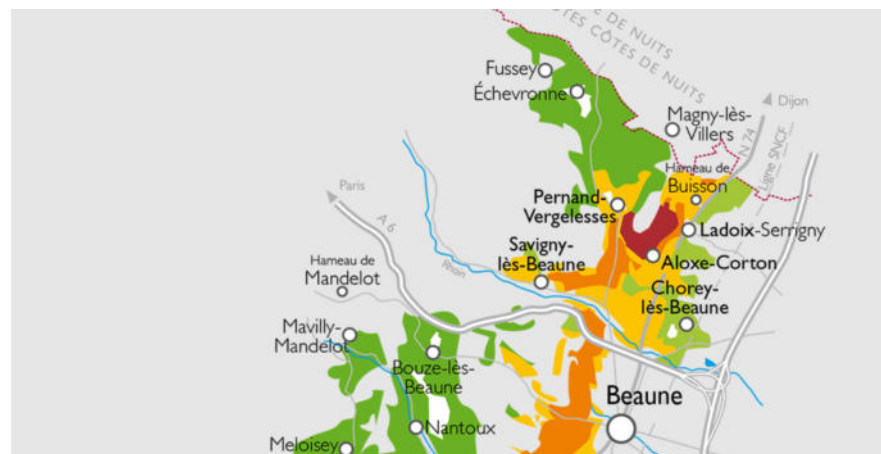 E DE NUITS
TES CÔTES DE NUITS
Fussey
Échevronne
Magny-lès-
Villers
Dijon
N 74
Ligne SNCF
Hameau de
Buisson
Paris
A 6
Pernand-
Vergelesses
Ladoix-Serrigny
Savigny-
lès-Beaune
Aloxe-Corton
Rhoin
Hameau de
Mandelot
Chorey-
lès-Beaune
Mavilly-
Mandelot
Bouze-lès-
Beaune
Beaune
Nantoux
Meloisey